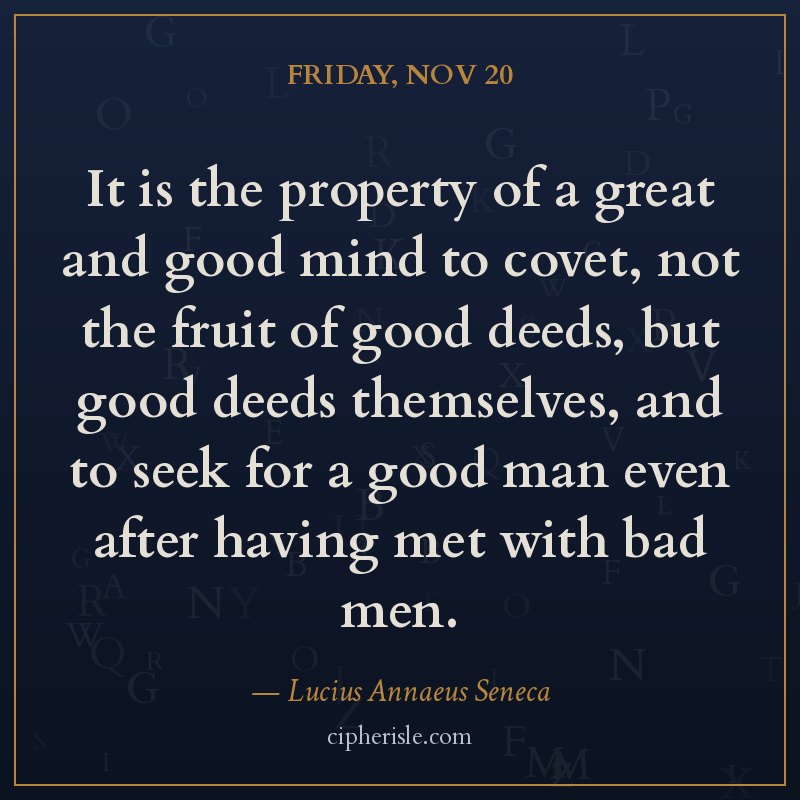 FRIDAY, NOV 20
It is the property of a great
and good mind to covet, not
the fruit of good deeds, but
good deeds themselves, and
to seek for a good man even
after having met with bad
men.
— Lucius Annaeus Seneca
cipherisle.com